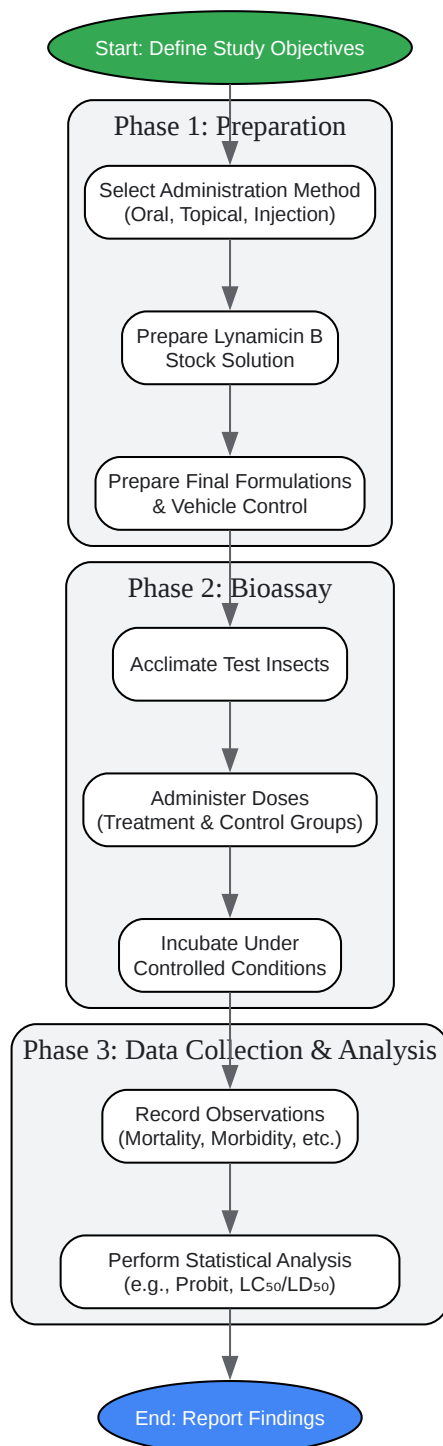 Start: Define Study Objectives
Phase 1: Preparation
Select Administration Method
(Oral, Topical, Injection)
Prepare Lynamicin B
Stock Solution
Prepare Final Formulations
& Vehicle Control
Phase 2: Bioassay
Acclimate Test Insects
Administer Doses
(Treatment & Control Groups)
Incubate Under
Controlled Conditions
Phase 3: Data Collection & Analysis
Record Observations
(Mortality, Morbidity, etc.)
Perform Statistical Analysis
(e.g., Probit, LC₅₀/LD₅₀)
End: Report Findings